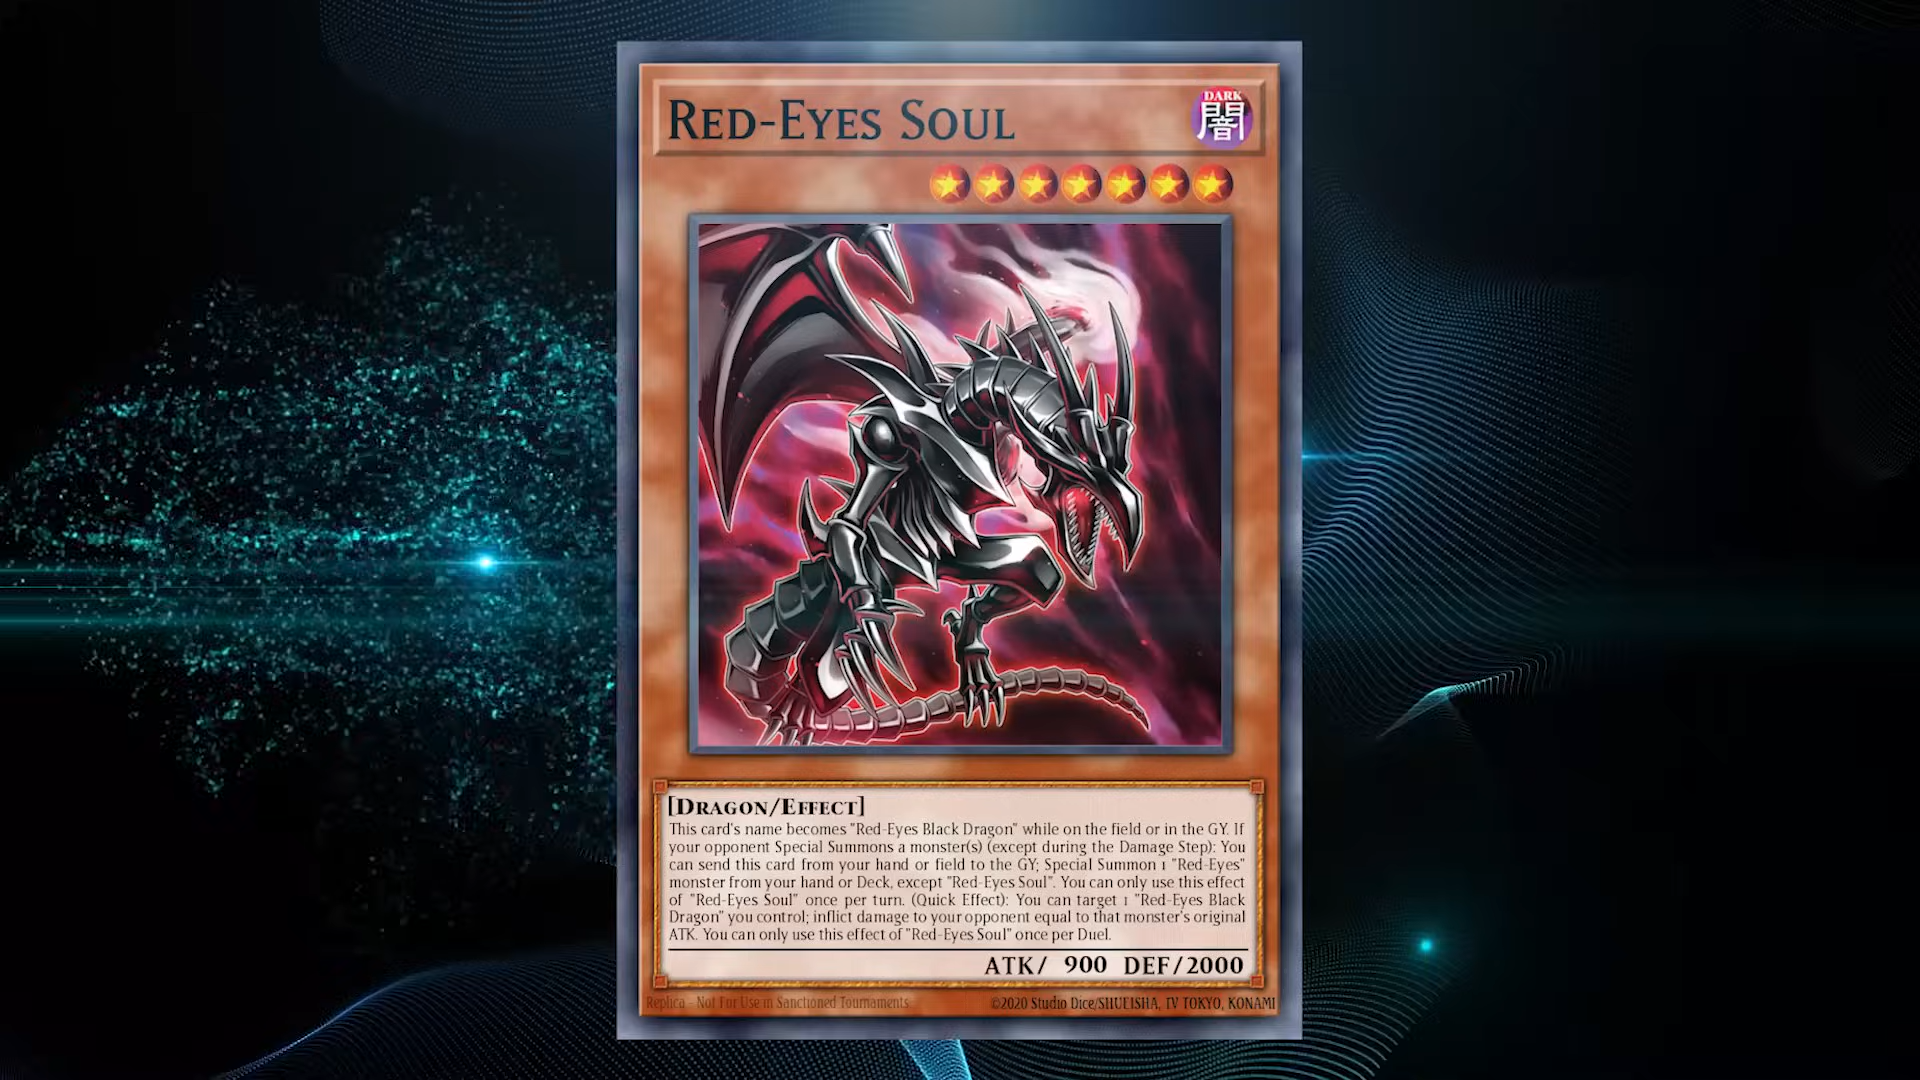 Red-Eyes Soul
DARK
闇
[Dragon/Effect]
This card's name becomes "Red-Eyes Black Dragon" while on the field or in the GY. If
your opponent Special Summons a monster(s) (except during the Damage Step): You
can send this card from your hand or field to the GY; Special Summon 1 "Red-Eyes"
monster from your hand or Deck, except "Red-Eyes Soul". You can only use this effect
of "Red-Eyes Soul" once per turn. (Quick Effect): You can target 1 "Red-Eyes Black
Dragon" you control; inflict damage to your opponent equal to that monster's original
ATK. You can only use this effect of "Red-Eyes Soul" once per Duel.
ATK/ 900 DEF/2000
Replica - Not For Use in Sanctioned Tournaments
©2020 Studio Dice/SHUEISHA, TV TOKYO, KONAMI